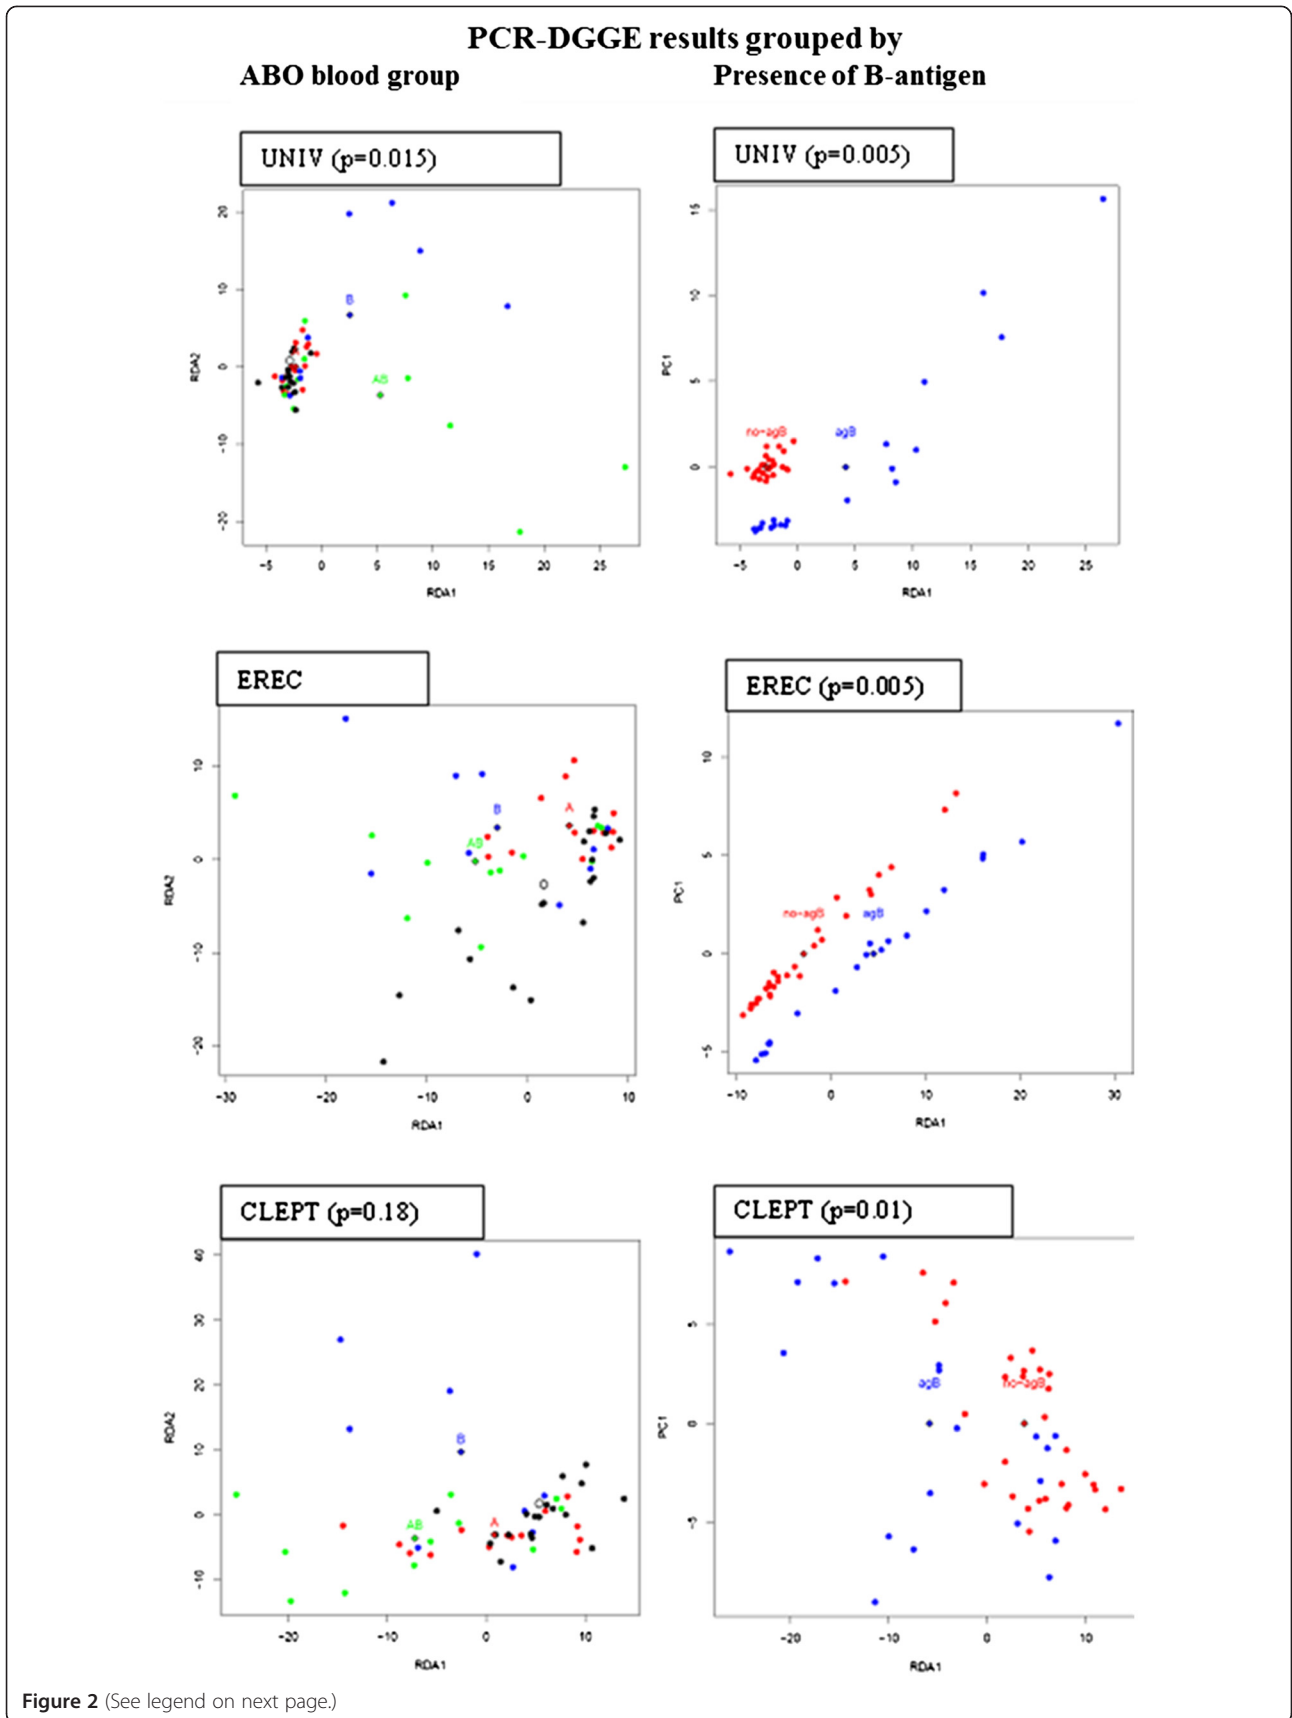 PCR-DGGE results grouped by
ABO blood group Presence of B-antigen
UNIV (p=0.015)
20
10
0
-10
-20
RDA2
B
AB
O
-5 0 5 10 15 20 25
RDA1
UNIV (p=0.005)
15
10
5
0
PC1
no-agB agB
-5 0 5 10 15 20 25
RDA1
EREC
10
0
-10
-20
RDA2
B
A
AB
O
-30 -20 -10 0 10
RDA1
EREC (p=0.005)
10
5
0
-5
PC1
no-agB agB
-10 0 10 20 30
RDA1
CLEPT (p=0.18)
40
30
20
10
0
-10
RDA2
B
O
A
AB
-20 -10 0 10
RDA1
CLEPT (p=0.01)
5
0
-5
PC1
agB no-agB
-20 -10 0 10
RDA1
Figure 2 (See legend on next page.)